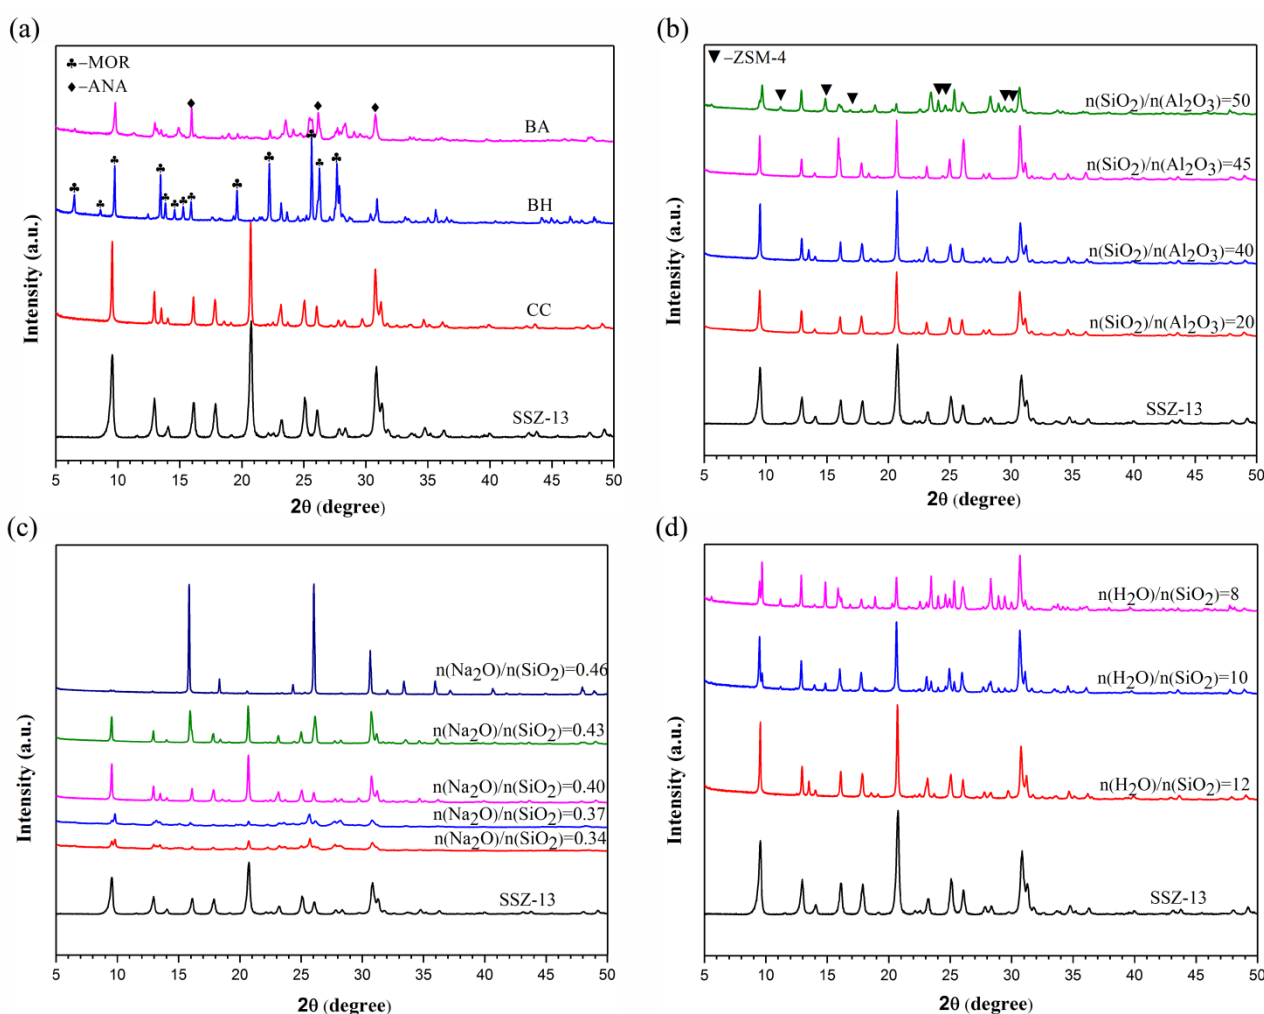 (a)
♣–MOR
♦–ANA
BA
BH
CC
SSZ-13
Intensity (a.u.)
5 10 15 20 25 30 35 40 45 50
2θ (degree)
(b)
▼–ZSM-4
n(SiO₂)/n(Al₂O₃)=50
n(SiO₂)/n(Al₂O₃)=45
n(SiO₂)/n(Al₂O₃)=40
n(SiO₂)/n(Al₂O₃)=20
SSZ-13
Intensity (a.u.)
5 10 15 20 25 30 35 40 45 50
2θ (degree)
(c)
n(Na₂O)/n(SiO₂)=0.46
n(Na₂O)/n(SiO₂)=0.43
n(Na₂O)/n(SiO₂)=0.40
n(Na₂O)/n(SiO₂)=0.37
n(Na₂O)/n(SiO₂)=0.34
SSZ-13
Intensity (a.u.)
5 10 15 20 25 30 35 40 45 50
2θ (degree)
(d)
n(H₂O)/n(SiO₂)=8
n(H₂O)/n(SiO₂)=10
n(H₂O)/n(SiO₂)=12
SSZ-13
Intensity (a.u.)
5 10 15 20 25 30 35 40 45 50
2θ (degree)